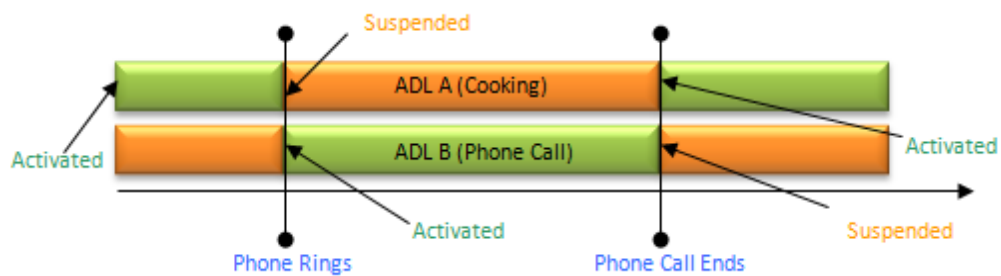 Suspended
ADL A (Cooking)
Activated
ADL B (Phone Call)
Activated
Activated
Suspended
Phone Rings
Phone Call Ends